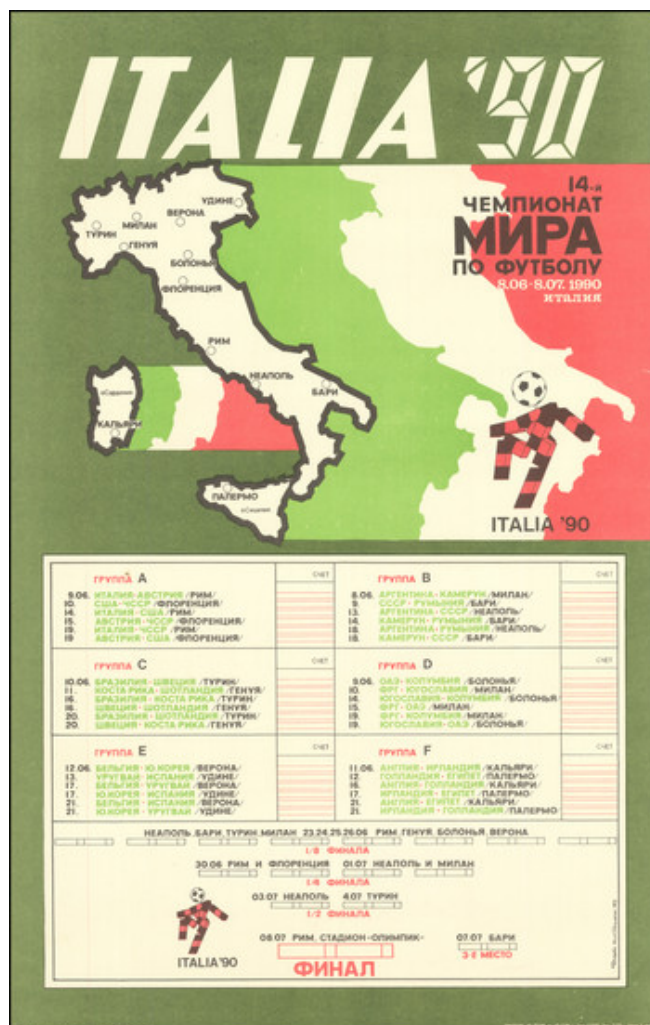 ITALIA '90
14-й
ЧЕМПИОНАТ
МИРА
ПО ФУТБОЛУ
8.06-8.07. 1990
ИТАЛИЯ
УДИНЕ
ВЕРОНА
МИЛАН
ТУРИН
ГЕНУЯ
БОЛОНЬЯ
ФЛОРЕНЦИЯ
РИМ
НЕАПОЛЬ
БАРИ
о.Сардиния
КАЛЬЯРИ
ПАЛЕРМО
о.Сицилия
ITALIA '90
ГРУППА A СЧЕТ
9.06. ИТАЛИЯ-АВСТРИЯ /РИМ/
10. США-ЧССР /ФЛОРЕНЦИЯ/
14. ИТАЛИЯ-США /РИМ/
15. АВСТРИЯ-ЧССР /ФЛОРЕНЦИЯ/
19. ИТАЛИЯ-ЧССР /РИМ/
19 АВСТРИЯ-США /ФЛОРЕНЦИЯ/
ГРУППА B СЧЕТ
8.06. АРГЕНТИНА-КАМЕРУН /МИЛАН/
9. СССР-РУМЫНИЯ /БАРИ/
13. АРГЕНТИНА-СССР /НЕАПОЛЬ/
14. КАМЕРУН-РУМЫНИЯ /БАРИ/
18. АРГЕНТИНА-РУМЫНИЯ /НЕАПОЛЬ/
18. КАМЕРУН-СССР /БАРИ/
ГРУППА C СЧЕТ
10.06. БРАЗИЛИЯ-ШВЕЦИЯ /ТУРИН/
11. КОСТА РИКА-ШОТЛАНДИЯ /ГЕНУЯ/
16. БРАЗИЛИЯ-КОСТА РИКА /ТУРИН/
16. ШВЕЦИЯ-ШОТЛАНДИЯ /ГЕНУЯ/
20. БРАЗИЛИЯ-ШОТЛАНДИЯ /ТУРИН/
20. ШВЕЦИЯ-КОСТА РИКА /ГЕНУЯ/
ГРУППА D СЧЕТ
9.06. ОАЭ-КОЛУМБИЯ /БОЛОНЬЯ/
10. ФРГ-ЮГОСЛАВИЯ /МИЛАН/
14. ЮГОСЛАВИЯ-КОЛУМБИЯ /БОЛОНЬЯ
15. ФРГ-ОАЭ /МИЛАН/
19. ФРГ-КОЛУМБИЯ /МИЛАН/
19. ЮГОСЛАВИЯ-ОАЭ /БОЛОНЬЯ/
ГРУППА E СЧЕТ
12.06. БЕЛЬГИЯ-Ю.КОРЕЯ /ВЕРОНА/
13. УРУГВАЙ-ИСПАНИЯ /УДИНЕ/
17. БЕЛЬГИЯ-УРУГВАЙ /ВЕРОНА/
17. Ю.КОРЕЯ-ИСПАНИЯ /УДИНЕ/
21. БЕЛЬГИЯ-ИСПАНИЯ /ВЕРОНА/
21. Ю.КОРЕЯ-УРУГВАЙ /УДИНЕ/
ГРУППА F СЧЕТ
11.06. АНГЛИЯ-ИРЛАНДИЯ /КАЛЬЯРИ/
12. ГОЛЛАНДИЯ-ЕГИПЕТ /ПАЛЕРМО/
16. АНГЛИЯ-ГОЛЛАНДИЯ /КАЛЬЯРИ/
17. ИРЛАНДИЯ-ЕГИПЕТ /ПАЛЕРМО/
21. АНГЛИЯ-ЕГИПЕТ /КАЛЬЯРИ/
21. ИРЛАНДИЯ-ГОЛЛАНДИЯ /ПАЛЕРМО
НЕАПОЛЬ БАРИ ТУРИН МИЛАН 23.24.25.26.06 РИМ ГЕНУЯ БОЛОНЬЯ ВЕРОНА
1/8 ФИНАЛА
30.06 РИМ И ФЛОРЕНЦИЯ 01.07 НЕАПОЛЬ И МИЛАН
1/4 ФИНАЛА
03.07 НЕАПОЛЬ 4.07 ТУРИН
1/2 ФИНАЛА
08.07 РИМ. СТАДИОН «ОЛИМПИК» 07.07 БАРИ
ФИНАЛ
3-Е МЕСТО
ITALIA '90